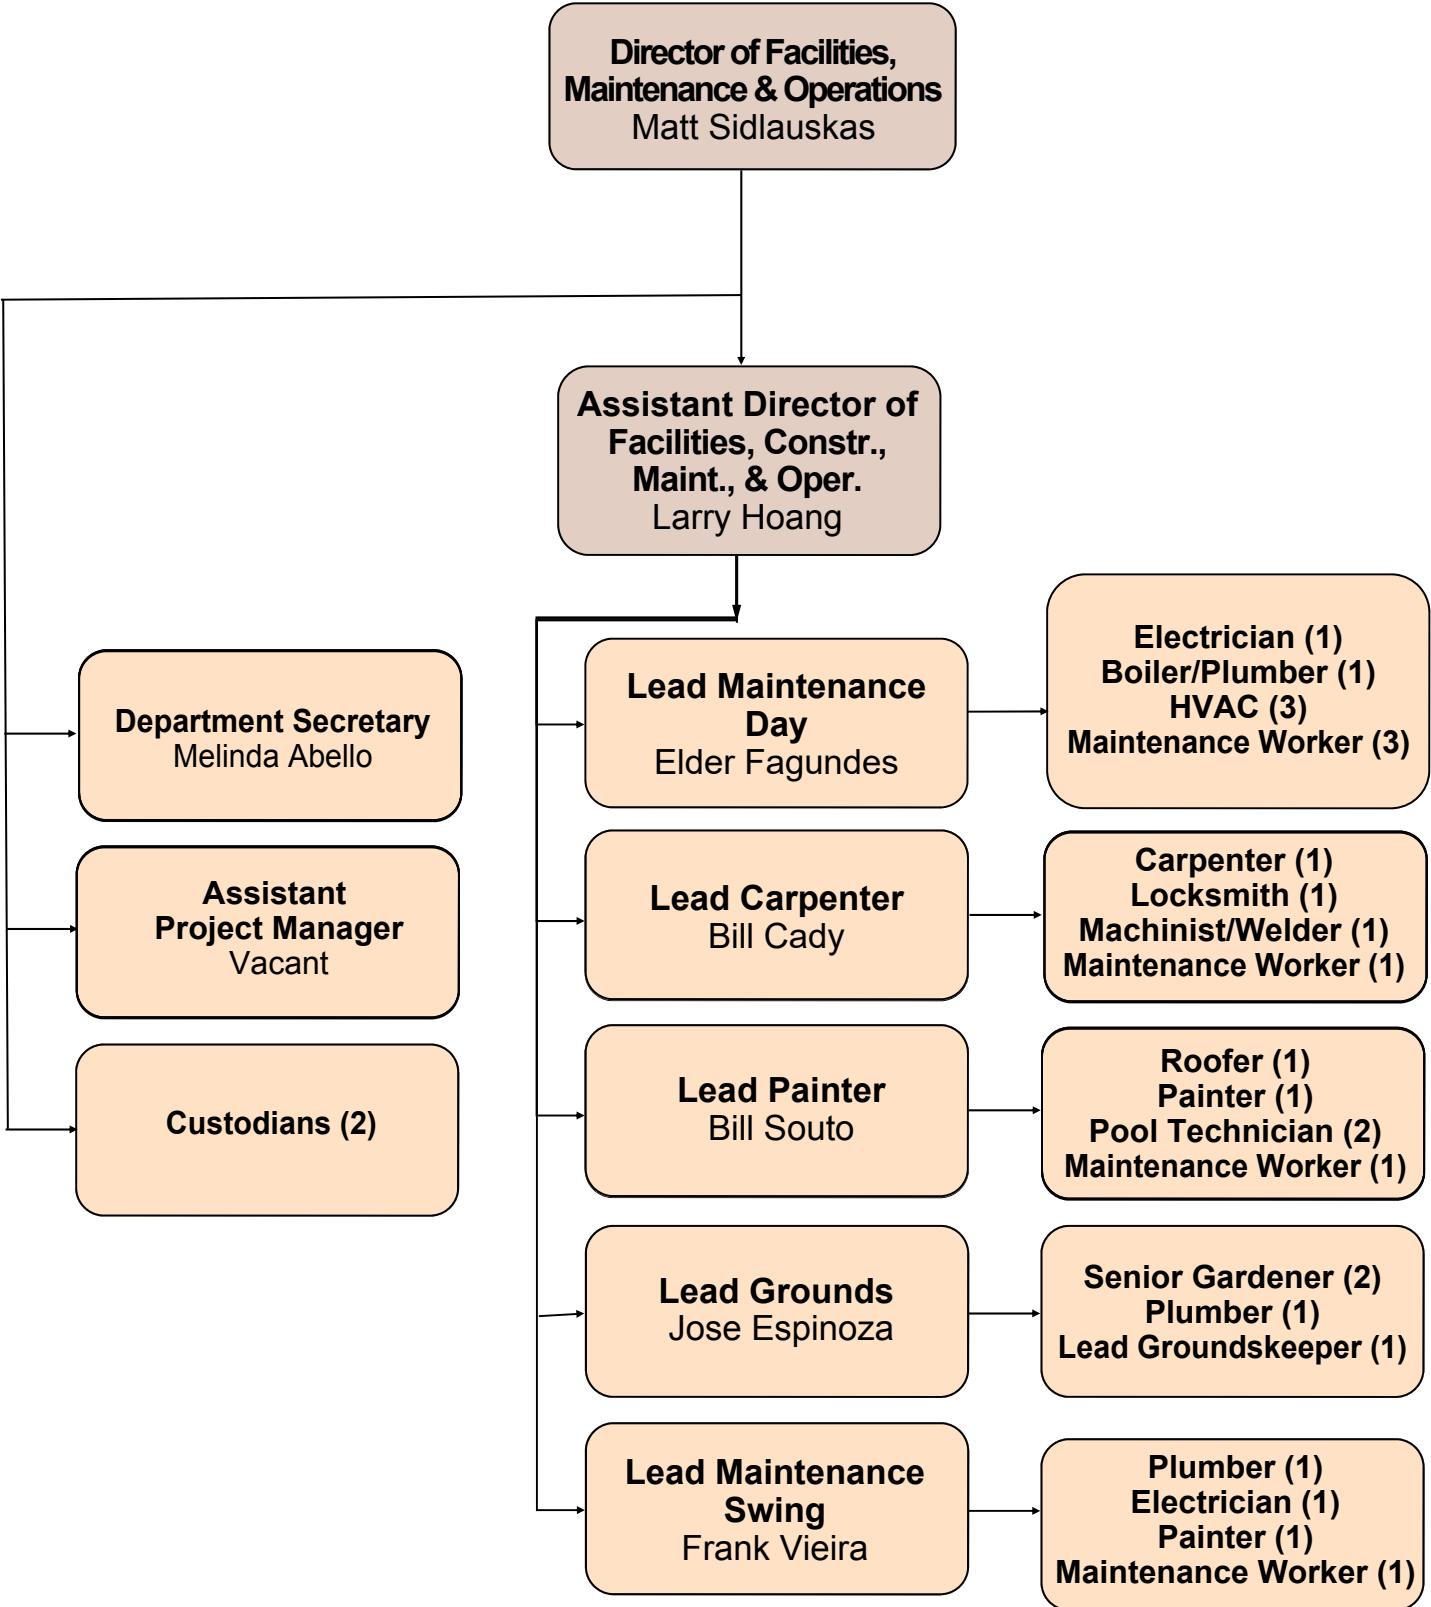 Director of Facilities,
Maintenance & Operations
Matt Sidlauskas
Assistant Director of
Facilities, Constr.,
Maint., & Oper.
Larry Hoang
Department Secretary
Melinda Abello
Assistant
Project Manager
Vacant
Custodians (2)
Lead Maintenance
Day
Elder Fagundes
Electrician (1)
Boiler/Plumber (1)
HVAC (3)
Maintenance Worker (3)
Lead Carpenter
Bill Cady
Carpenter (1)
Locksmith (1)
Machinist/Welder (1)
Maintenance Worker (1)
Lead Painter
Bill Souto
Roofer (1)
Painter (1)
Pool Technician (2)
Maintenance Worker (1)
Lead Grounds
Jose Espinoza
Senior Gardener (2)
Plumber (1)
Lead Groundskeeper (1)
Lead Maintenance
Swing
Frank Vieira
Plumber (1)
Electrician (1)
Painter (1)
Maintenance Worker (1)